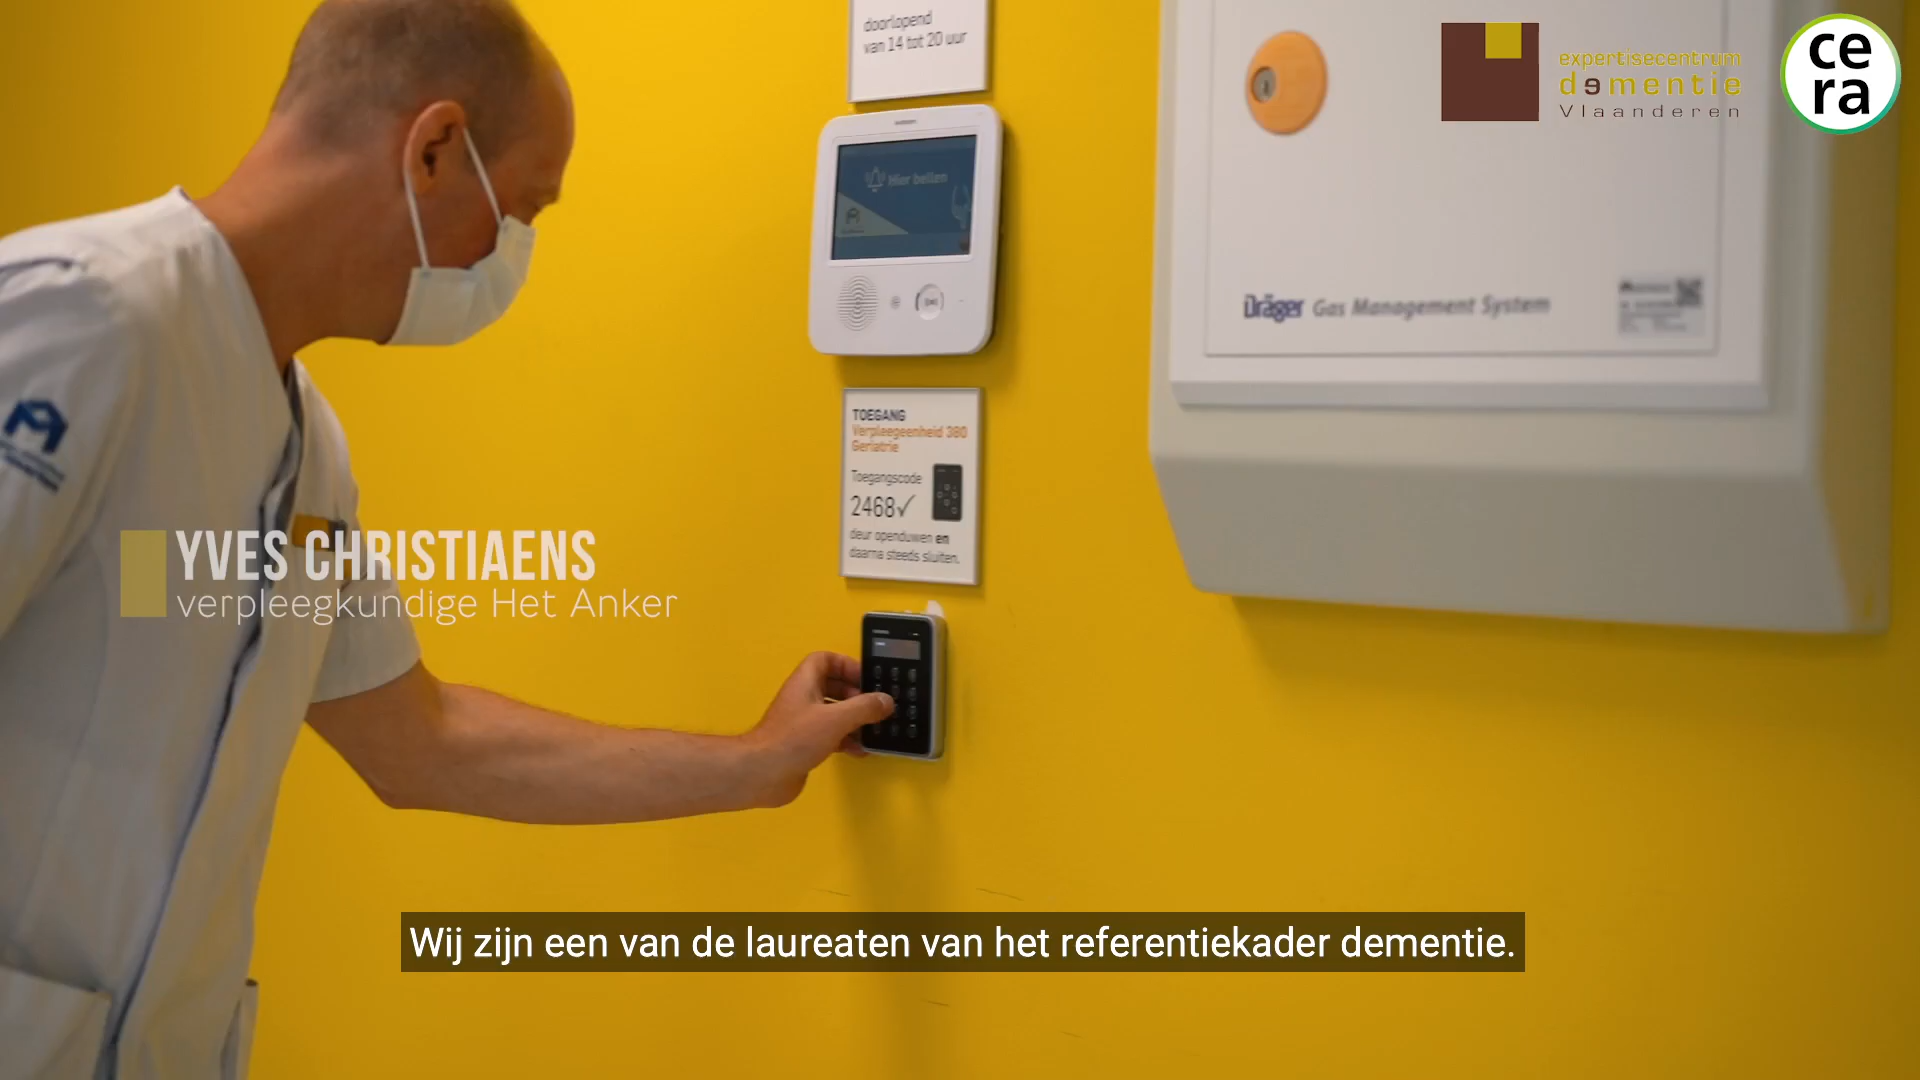 doorlopend
van 14 tot 20 uur
expertisecentrum
dementie
Vlaanderen
ce
ra
Hier bellen
Dräger Gas Management System
TOEGANG
Verpleegeenheid 380
Geriatrie
Toegangscode
2468✓
deur openduwen en
daarna steeds sluiten.
YVES CHRISTIAENS
verpleegkundige Het Anker
Wij zijn een van de laureaten van het referentiekader dementie.